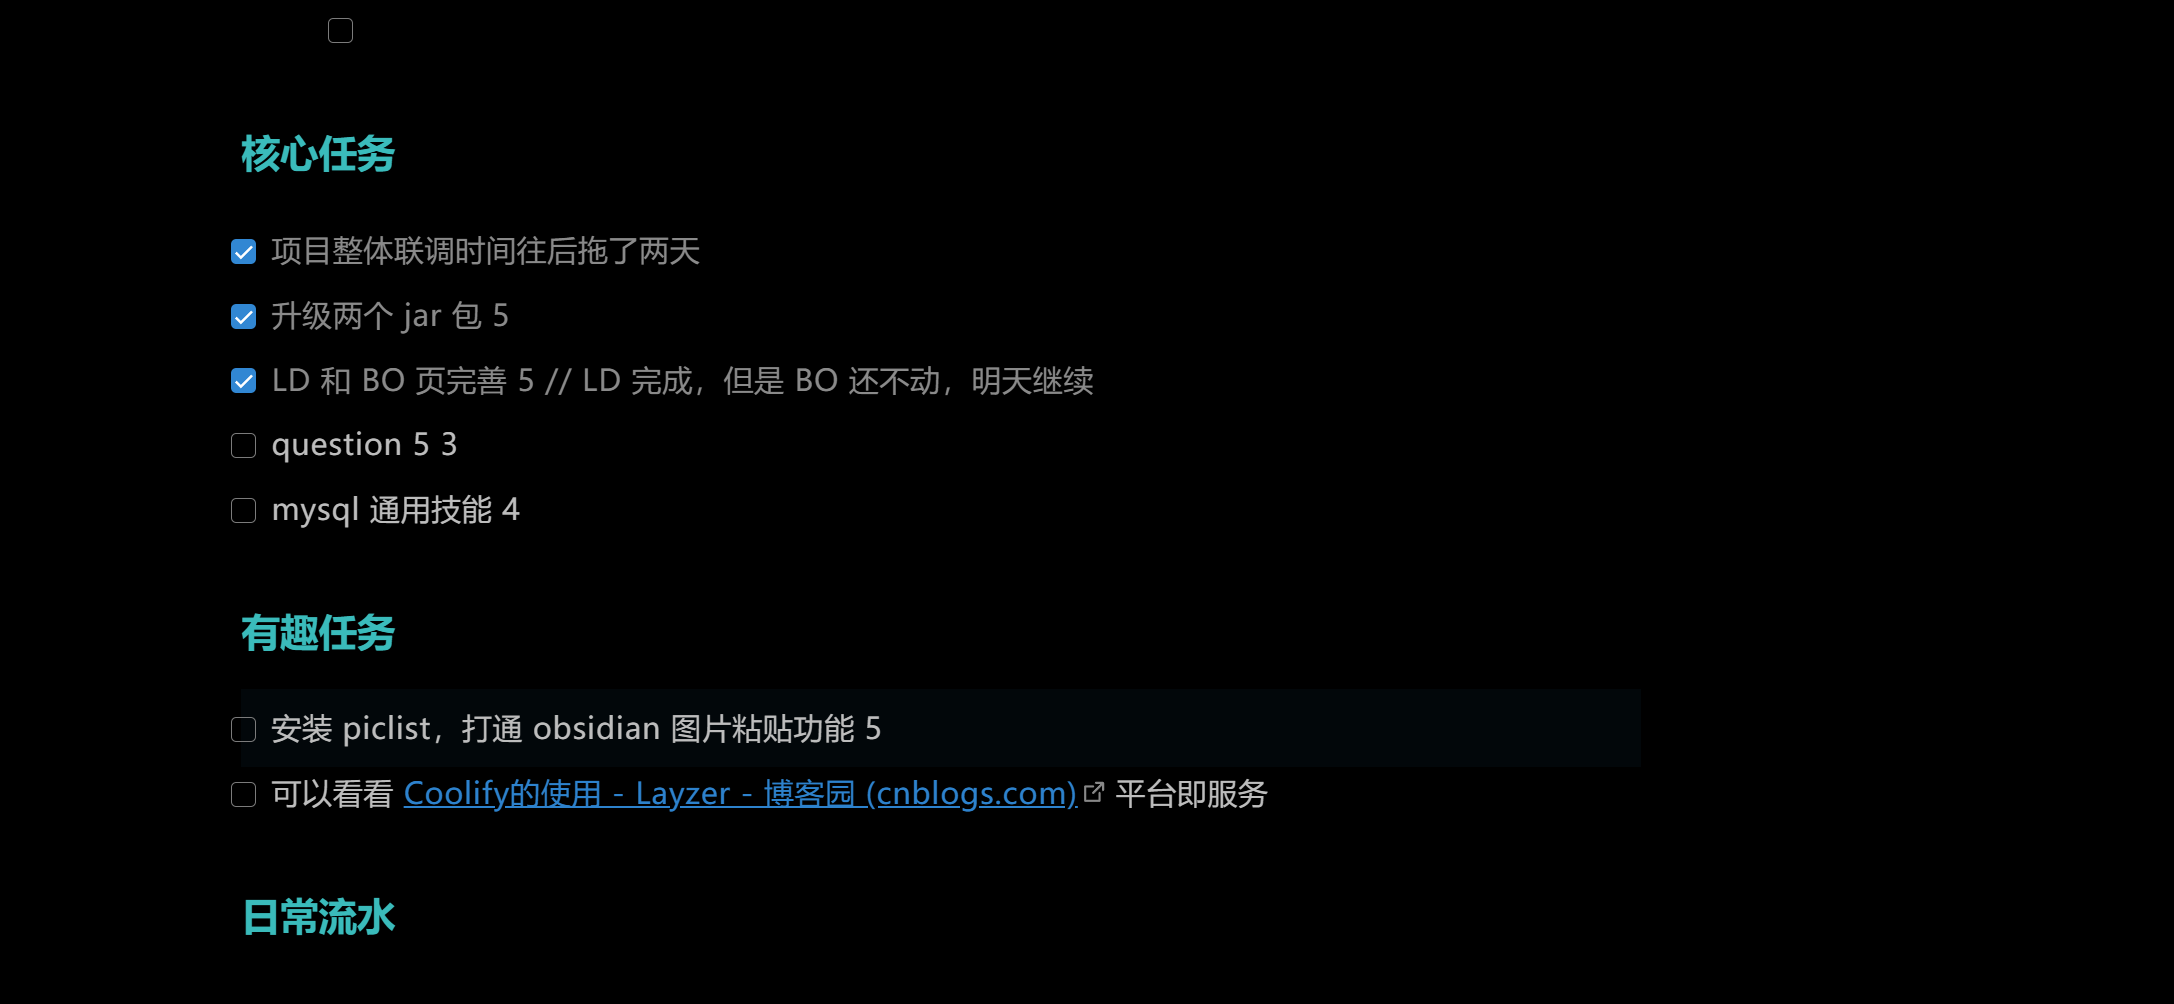 核心任务
项目整体联调时间往后拖了两天
升级两个 jar 包 5
LD 和 BO 页完善 5 // LD 完成，但是 BO 还不动，明天继续
question 5 3
mysql 通用技能 4
有趣任务
安装 piclist，打通 obsidian 图片粘贴功能 5
可以看看 Coolify的使用 - Layzer - 博客园 (cnblogs.com) 平台即服务
日常流水